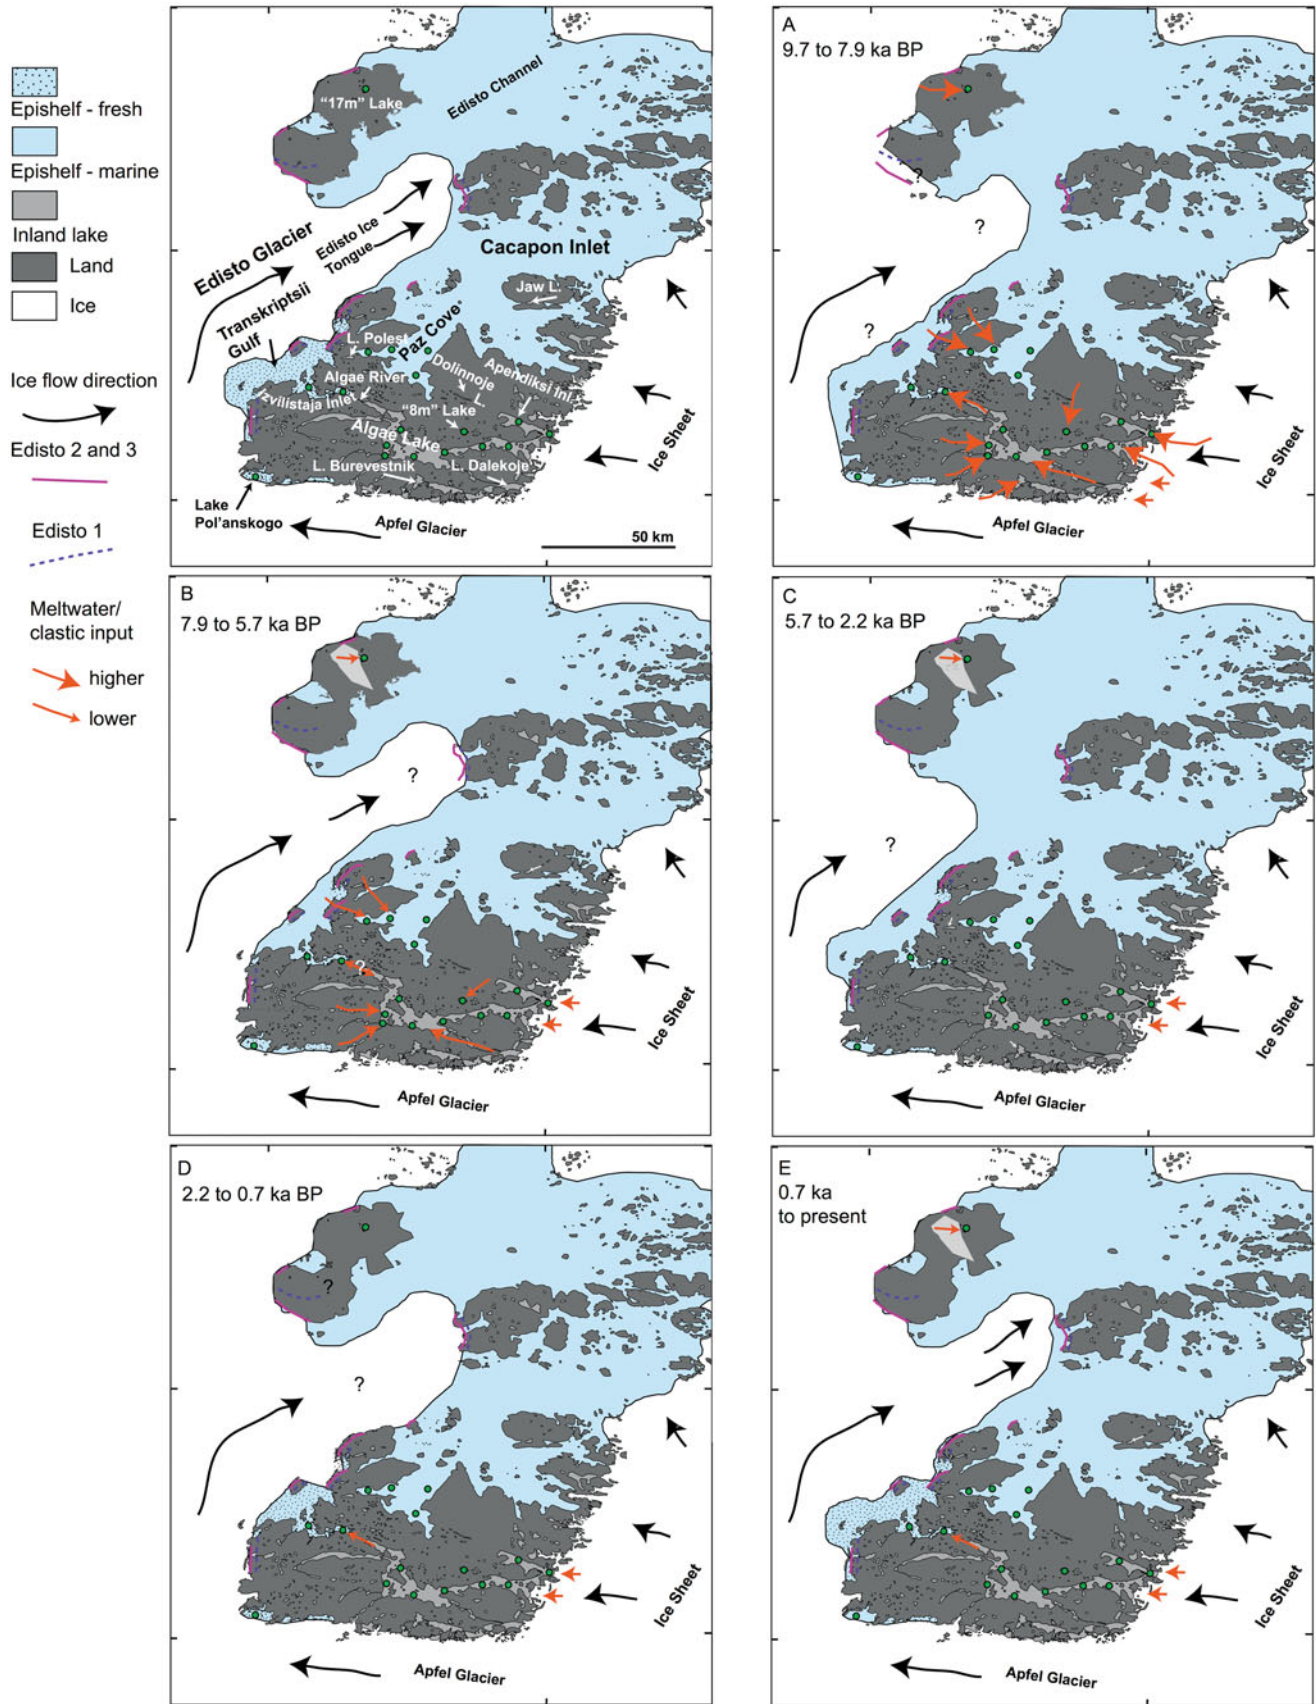 Epishelf - fresh
Epishelf - marine
Inland lake
Land
Ice
Ice flow direction
Edisto 2 and 3
Edisto 1
Meltwater/
clastic input
higher
lower
"17m" Lake
Edisto Channel
Edisto Glacier
Edisto Ice
Tongue
Cacapon Inlet
Transkriptsii
Gulf
Jaw L.
L. Polest
Paz Cove
Dolinnoje
L.
Apendiksi Inl.
Algae River
Izvilistaja Inlet
"8m" Lake
Algae Lake
L. Burevestnik
L. Dalekoje
Ice Sheet
Lake
Pol'anskogo
Apfel Glacier
50 km
A
9.7 to 7.9 ka BP
?
?
?
Ice Sheet
Apfel Glacier
B
7.9 to 5.7 ka BP
?
?
Ice Sheet
Apfel Glacier
C
5.7 to 2.2 ka BP
?
Ice Sheet
Apfel Glacier
D
2.2 to 0.7 ka BP
?
?
Ice Sheet
Apfel Glacier
E
0.7 ka
to present
Ice Sheet
Apfel Glacier